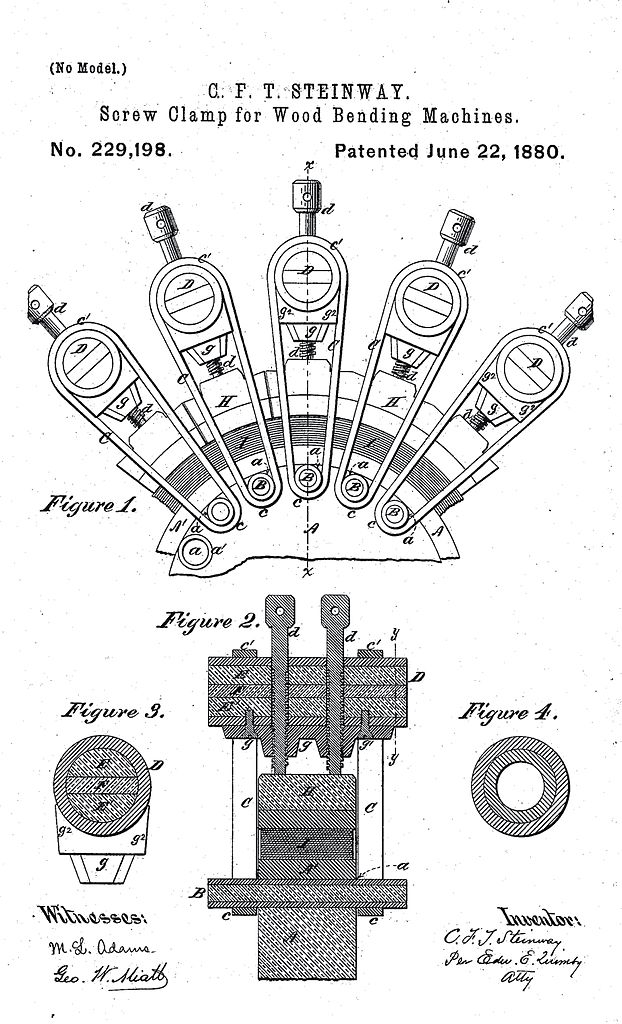 (No Model.)
C. F. T. STEINWAY.
Screw Clamp for Wood Bending Machines.
No. 229,198.
Patented June 22, 1880.
x
d
d
d
c'
c'
c'
D
D
D
d
d
c'
c'
D
D
g²
g²
g
g
g
d
d
d
C
C
C
g²
g
g²
g
d
d
C
H
H
I
I
a
a
a
B
B
B
B
c
c
c
c
c
a
a
A'
A
A
a
a'
Figure 1.
x
Figure 2.
d
d
y
c'
c'
D
E
F
E
g
g
g
y
C
C
H
I
A'
a
B
c
c
A
Figure 3.
E
F
E
D
g²
g²
g
Figure 4.
Witnesses:
M. L. Adams.
Geo. W. Miatt
Inventor:
C. F. T. Steinway
Per Edw. E. Quimby
Atty